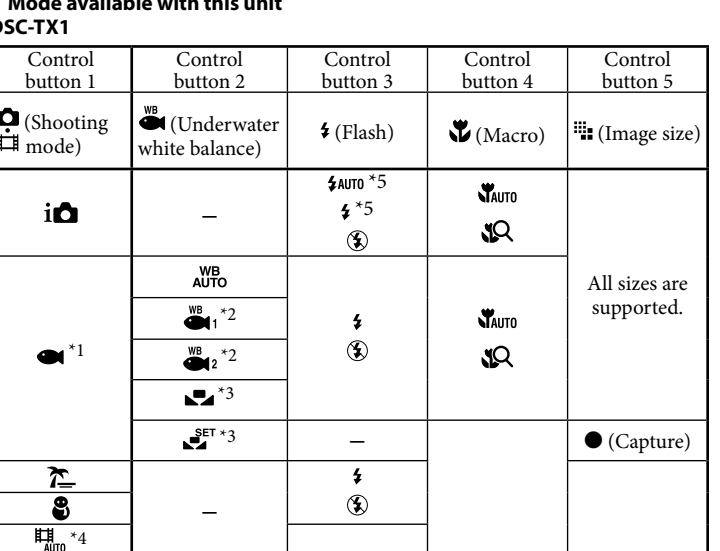 Mode available with this unit
DSC-TX1
Control button 1
Control button 2
Control button 3
Control button 4
Control button 5
(Shooting mode)
WB (Underwater white balance)
(Flash)
(Macro)
(Image size)
i
–
AUTO *5
*5
AUTO
All sizes are supported.
*1
WB AUTO
WB 1 *2
WB 2 *2
*3
SET *3
AUTO
–
(Capture)
–
AUTO *4